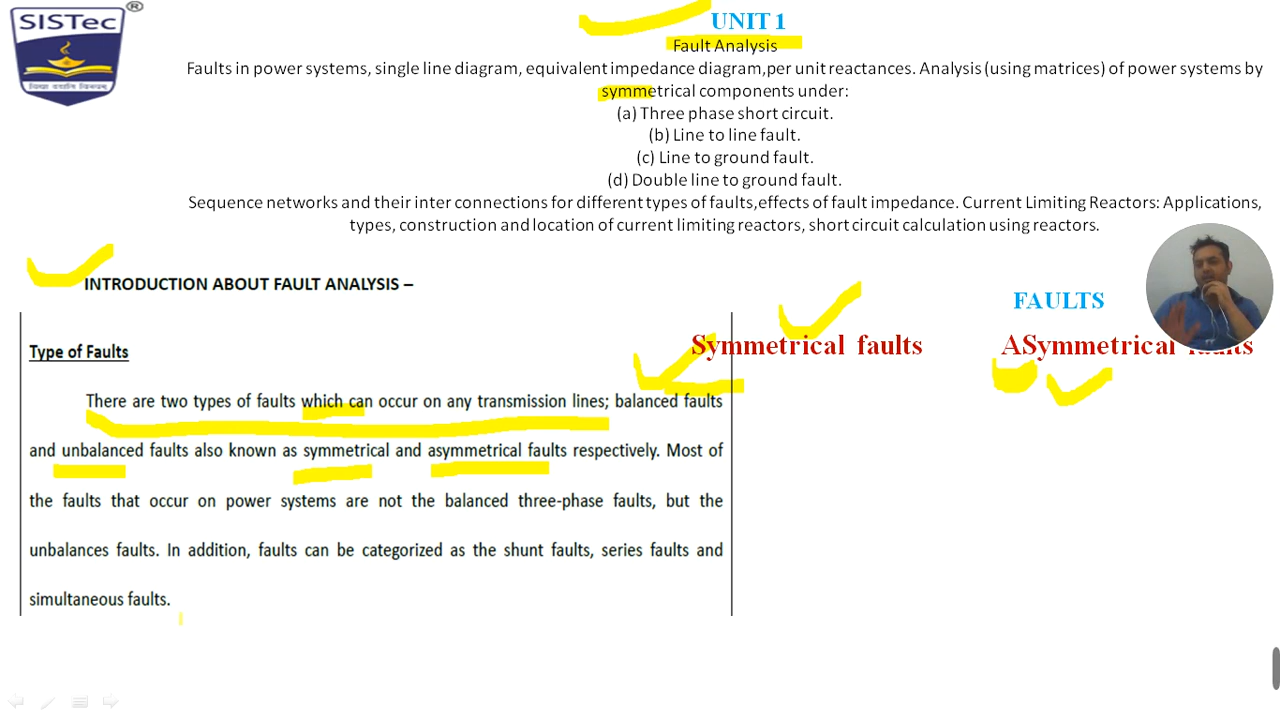 SISTec
®
UNIT 1
Fault Analysis
Faults in power systems, single line diagram, equivalent impedance diagram,per unit reactances. Analysis (using matrices) of power systems by
symmetrical components under:
(a) Three phase short circuit.
(b) Line to line fault.
(c) Line to ground fault.
(d) Double line to ground fault.
Sequence networks and their inter connections for different types of faults,effects of fault impedance. Current Limiting Reactors: Applications,
types, construction and location of current limiting reactors, short circuit calculation using reactors.
INTRODUCTION ABOUT FAULT ANALYSIS –
FAULTS
Symmetrical faults
ASymmetrical faults
Type of Faults
There are two types of faults which can occur on any transmission lines; balanced faults
and unbalanced faults also known as symmetrical and asymmetrical faults respectively. Most of
the faults that occur on power systems are not the balanced three-phase faults, but the
unbalances faults. In addition, faults can be categorized as the shunt faults, series faults and
simultaneous faults.